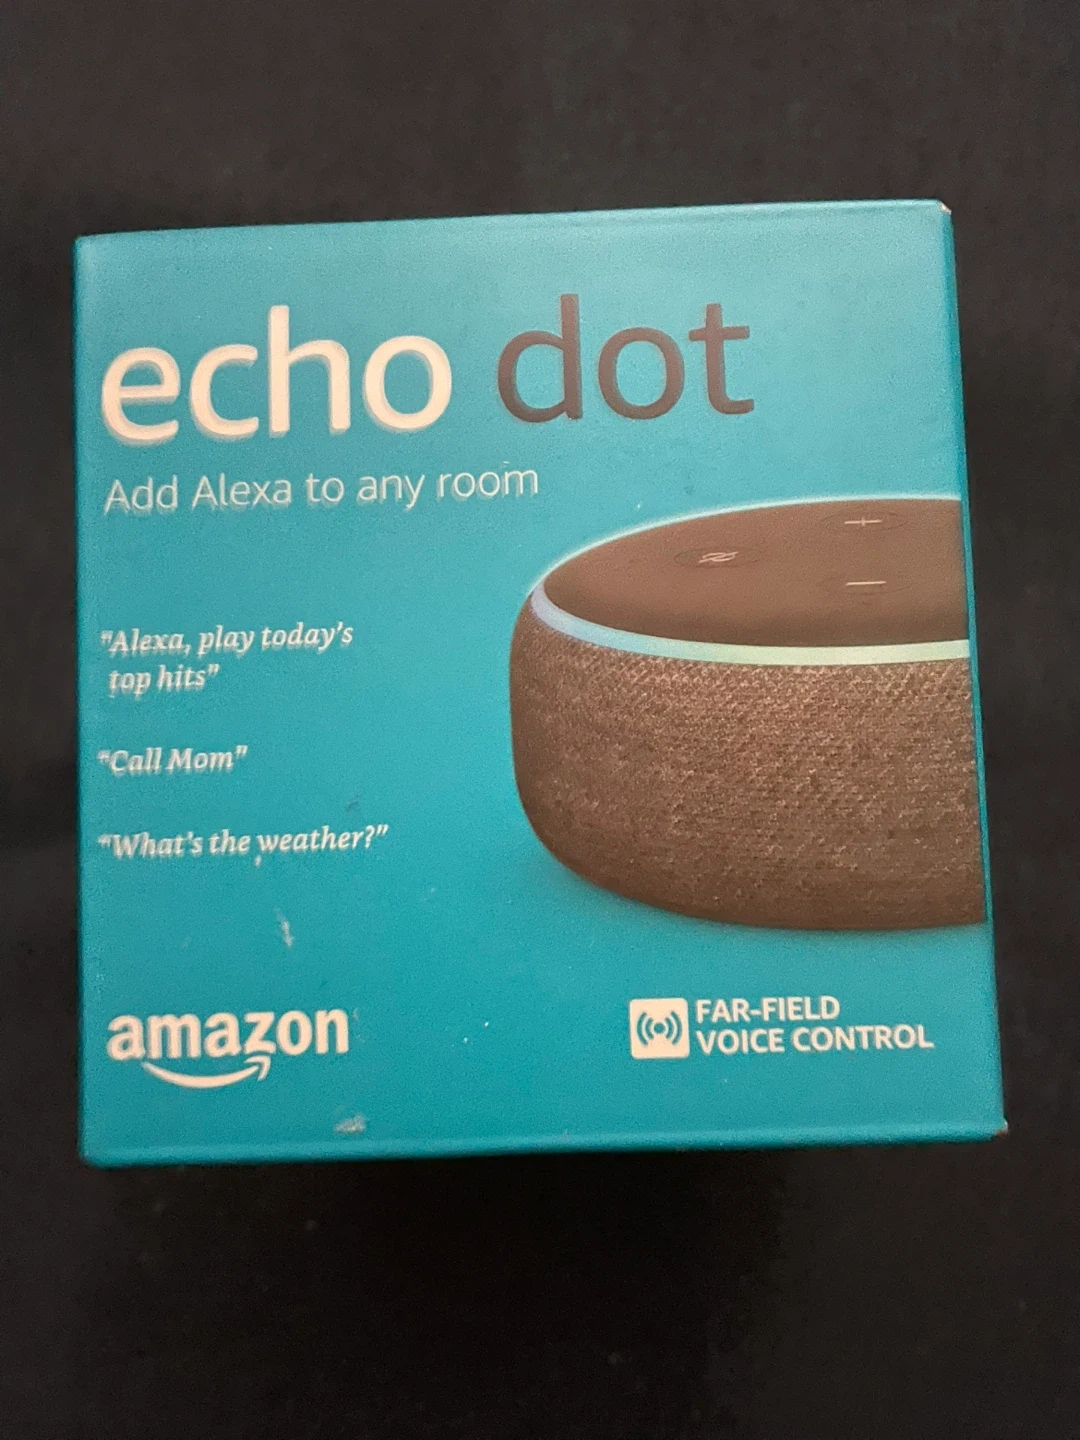 echo dot
Add Alexa to any room
"Alexa, play today's
top hits"
"Call Mom"
"What's the weather?"
amazon
FAR-FIELD
VOICE CONTROL